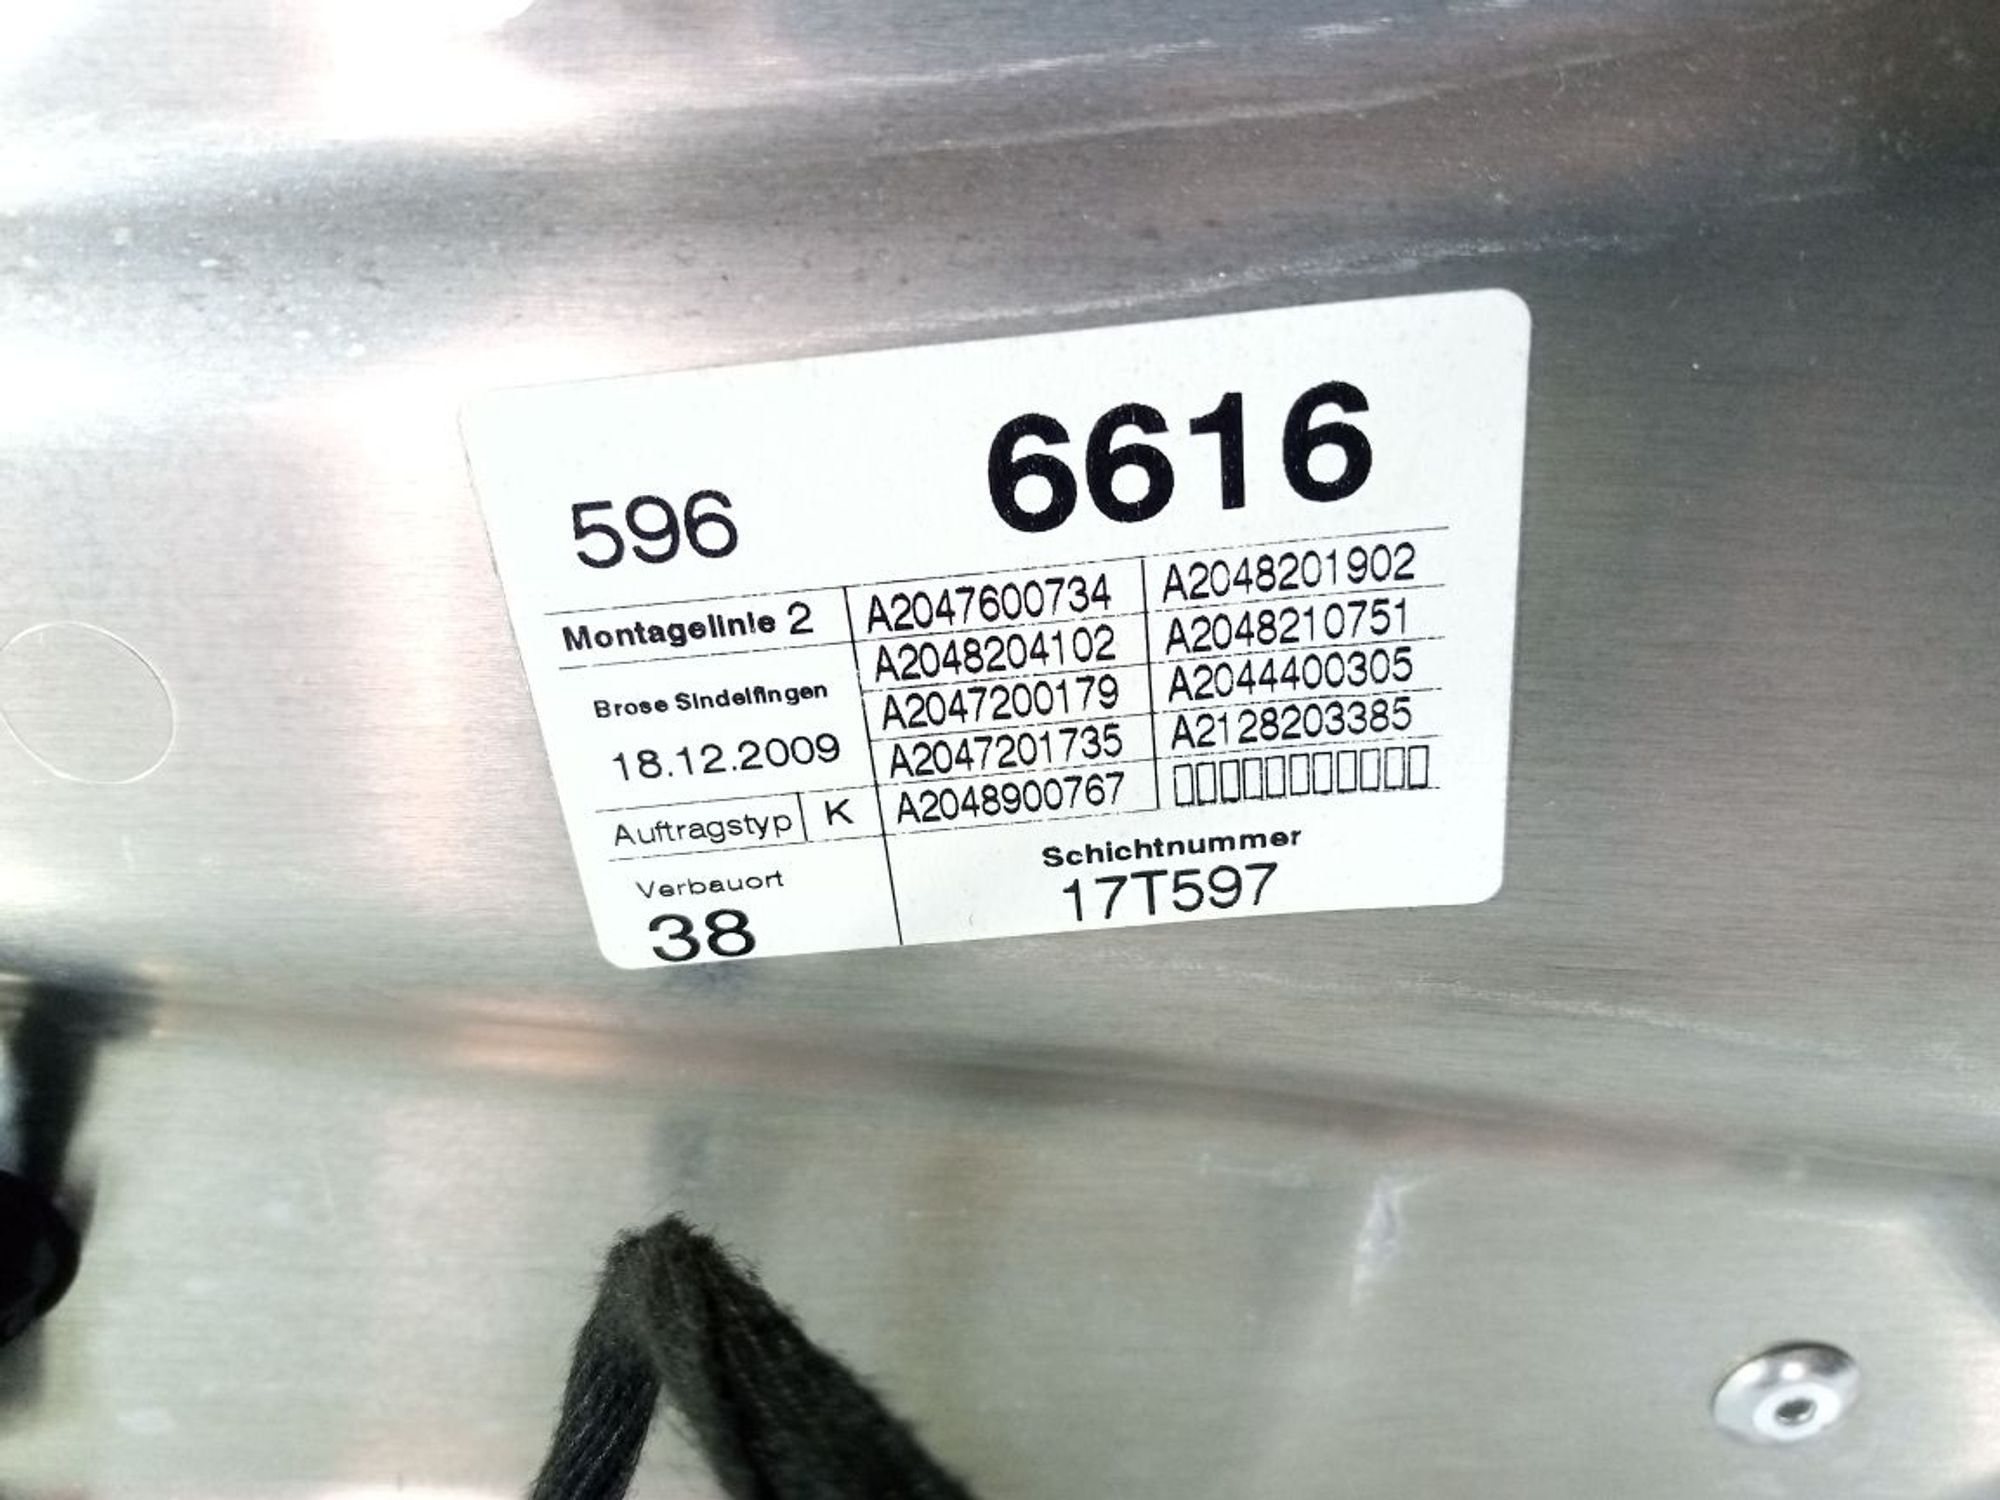 596 6616
Montagelinie 2
Brose Sindelfingen
18.12.2009
Auftragstyp K
Verbauort
38
A2047600734 A2048201902
A2048204102 A2048210751
A2047200179 A2044400305
A2047201735 A2128203385
A2048900767 ▯▯▯▯▯▯▯▯▯▯▯
Schichtnummer
17T597